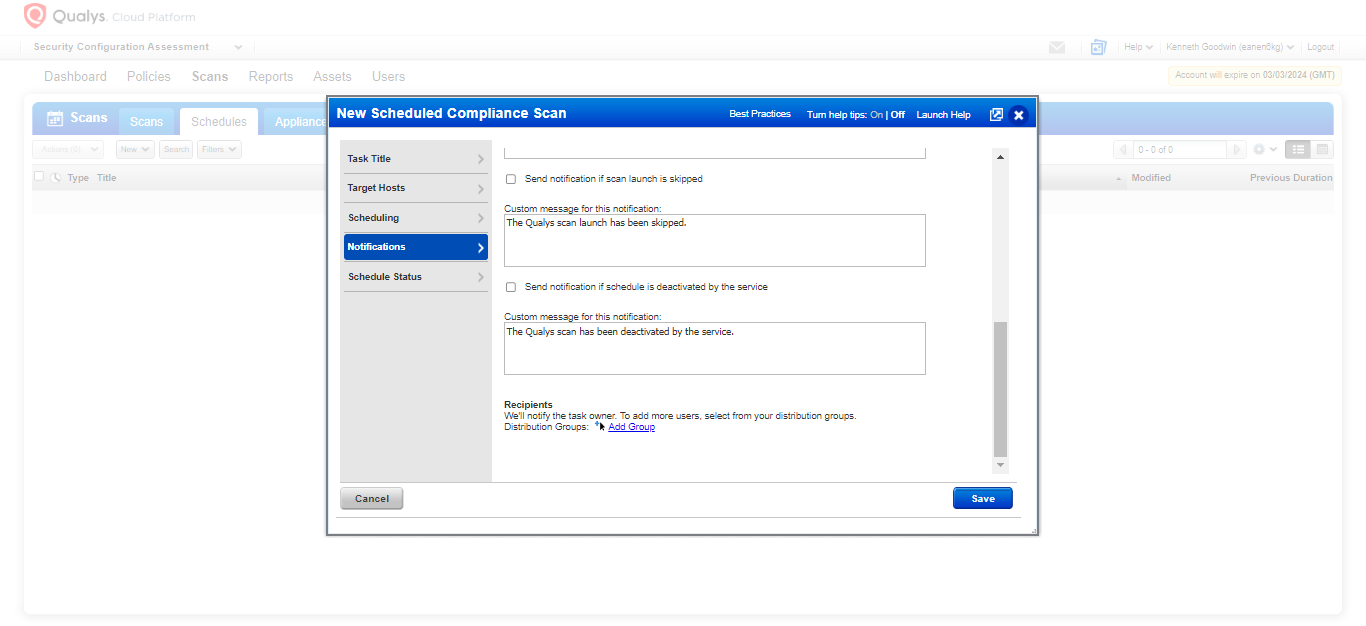 Qualys. Cloud Platform
Security Configuration Assessment
Help
Kenneth Goodwin (eanen8kg)
Logout
Dashboard Policies Scans Reports Assets Users
Account will expire on 03/03/2024 (GMT)
Scans Scans Schedules Appliance
Actions (0) New Search Filters
0 - 0 of 0
Type Title
Modified
Previous Duration
New Scheduled Compliance Scan
Best Practices
Turn help tips: On | Off
Launch Help
Task Title
Target Hosts
Scheduling
Notifications
Schedule Status
Send notification if scan launch is skipped
Custom message for this notification:
The Qualys scan launch has been skipped.
Send notification if schedule is deactivated by the service
Custom message for this notification:
The Qualys scan has been deactivated by the service.
Recipients
We'll notify the task owner. To add more users, select from your distribution groups.
Distribution Groups: Add Group
Cancel
Save